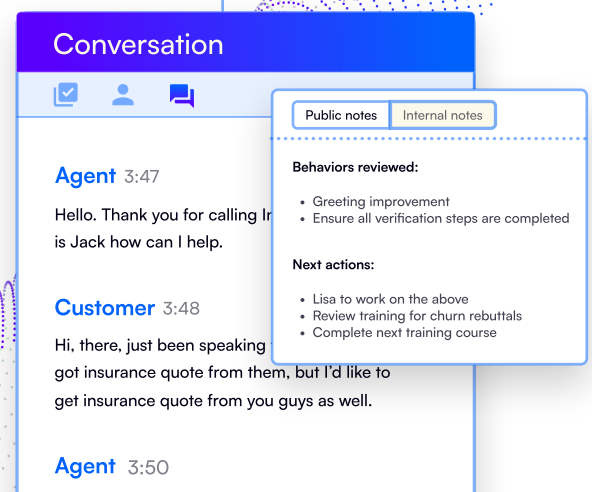 Conversation
Public notes
Internal notes
Behaviors reviewed:
• Greeting improvement
• Ensure all verification steps are completed
Next actions:
• Lisa to work on the above
• Review training for churn rebuttals
• Complete next training course
Agent 3:47
Hello. Thank you for calling
is Jack how can I help.
Customer 3:48
Hi, there, just been speaking
got insurance quote from them, but I’d like to
get insurance quote from you guys as well.
Agent 3:50